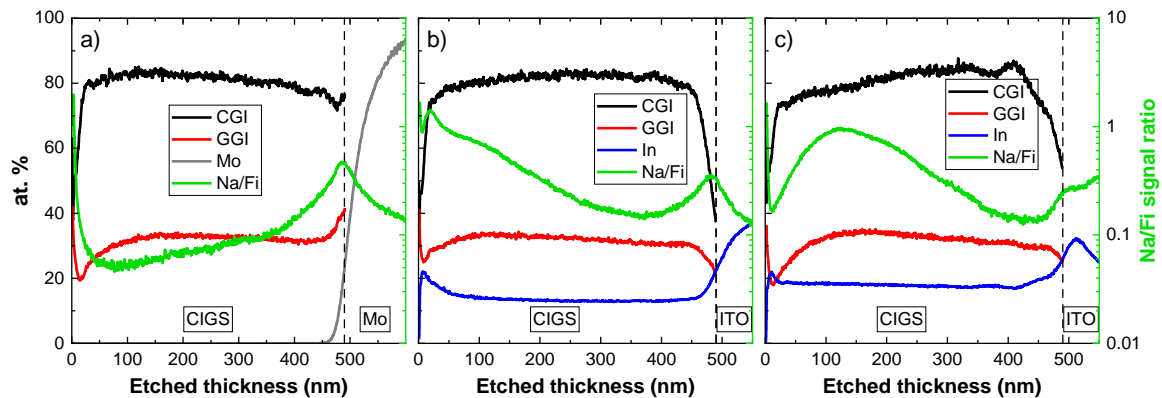 at. %
100
80
60
40
20
0
a)
CGI
GGI
Mo
Na/Fi
CIGS
Mo
0 100 200 300 400 500
Etched thickness (nm)
b)
CGI
GGI
In
Na/Fi
CIGS
ITO
0 100 200 300 400 500
Etched thickness (nm)
c)
CGI
GGI
In
Na/Fi
CIGS
ITO
0 100 200 300 400 500
Etched thickness (nm)
10
1
0.1
0.01
Na/Fi signal ratio